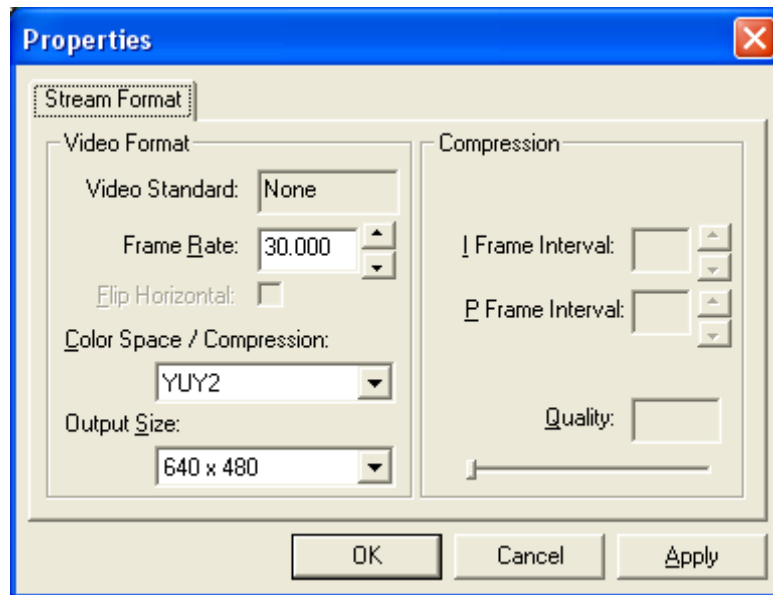 Properties
Stream Format
Video Format
Video Standard: None
Frame Rate: 30.000
Flip Horizontal:
Color Space / Compression:
YUY2
Output Size:
640 x 480
Compression
I Frame Interval:
P Frame Interval:
Quality:
OK Cancel Apply